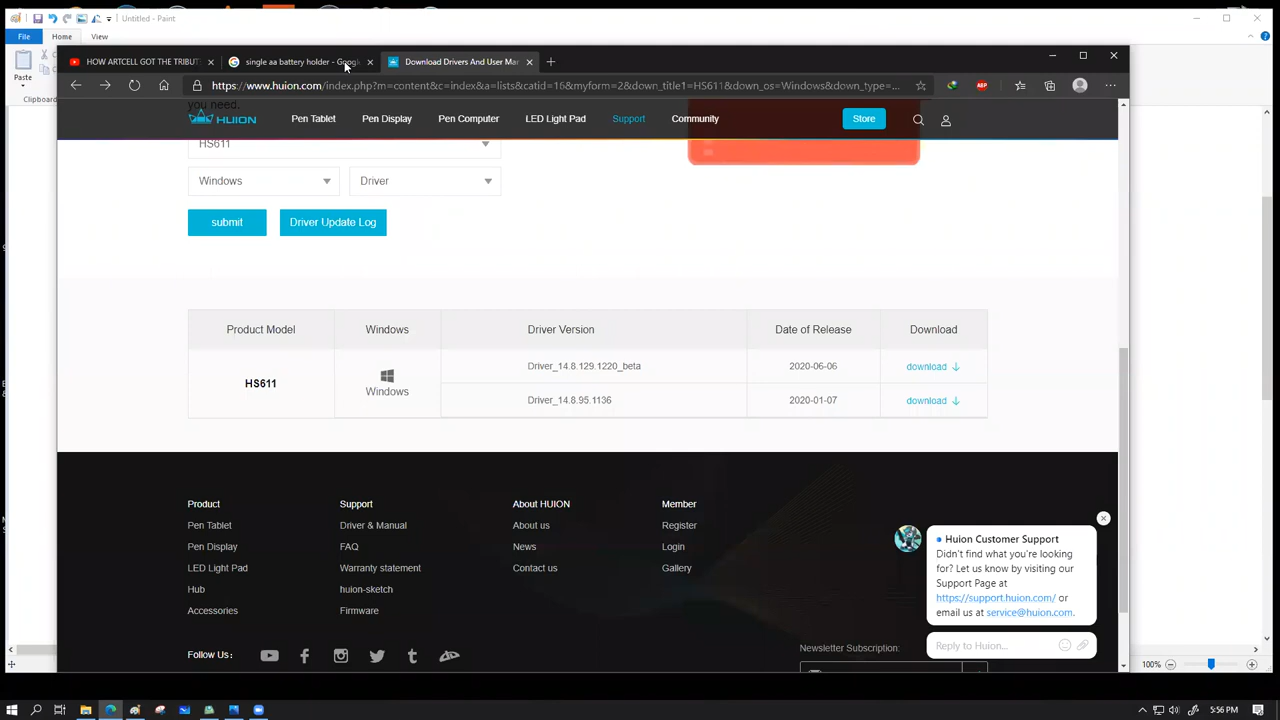 Untitled - Paint
File Home View
HOW ARTCELL GOT THE TRIBUT
single aa battery holder - Goog
Download Drivers And User Mar
Paste
Clipboard
https://www.huion.com/index.php?m=content&c=index&a=lists&catid=16&myform=2&down_title1=HS611&down_os=Windows&down_type=...
ABP
you need.
HUION
Pen Tablet Pen Display Pen Computer LED Light Pad Support Community Store
HS611
Windows Driver
submit Driver Update Log
Product Model Windows Driver Version Date of Release Download
Driver_14.8.129.1220_beta 2020-06-06 download
HS611 Windows
Driver_14.8.95.1136 2020-01-07 download
Product Support About HUION Member
Pen Tablet Driver & Manual About us Register
Pen Display FAQ News Login
LED Light Pad Warranty statement Contact us Gallery
Hub huion-sketch
Accessories Firmware
Huion Customer Support
Didn't find what you're looking
for? Let us know by visiting our
Support Page at
https://support.huion.com/ or
email us at service@huion.com.
Reply to Huion...
Follow Us:
Newsletter Subscription:
100%
5:56 PM